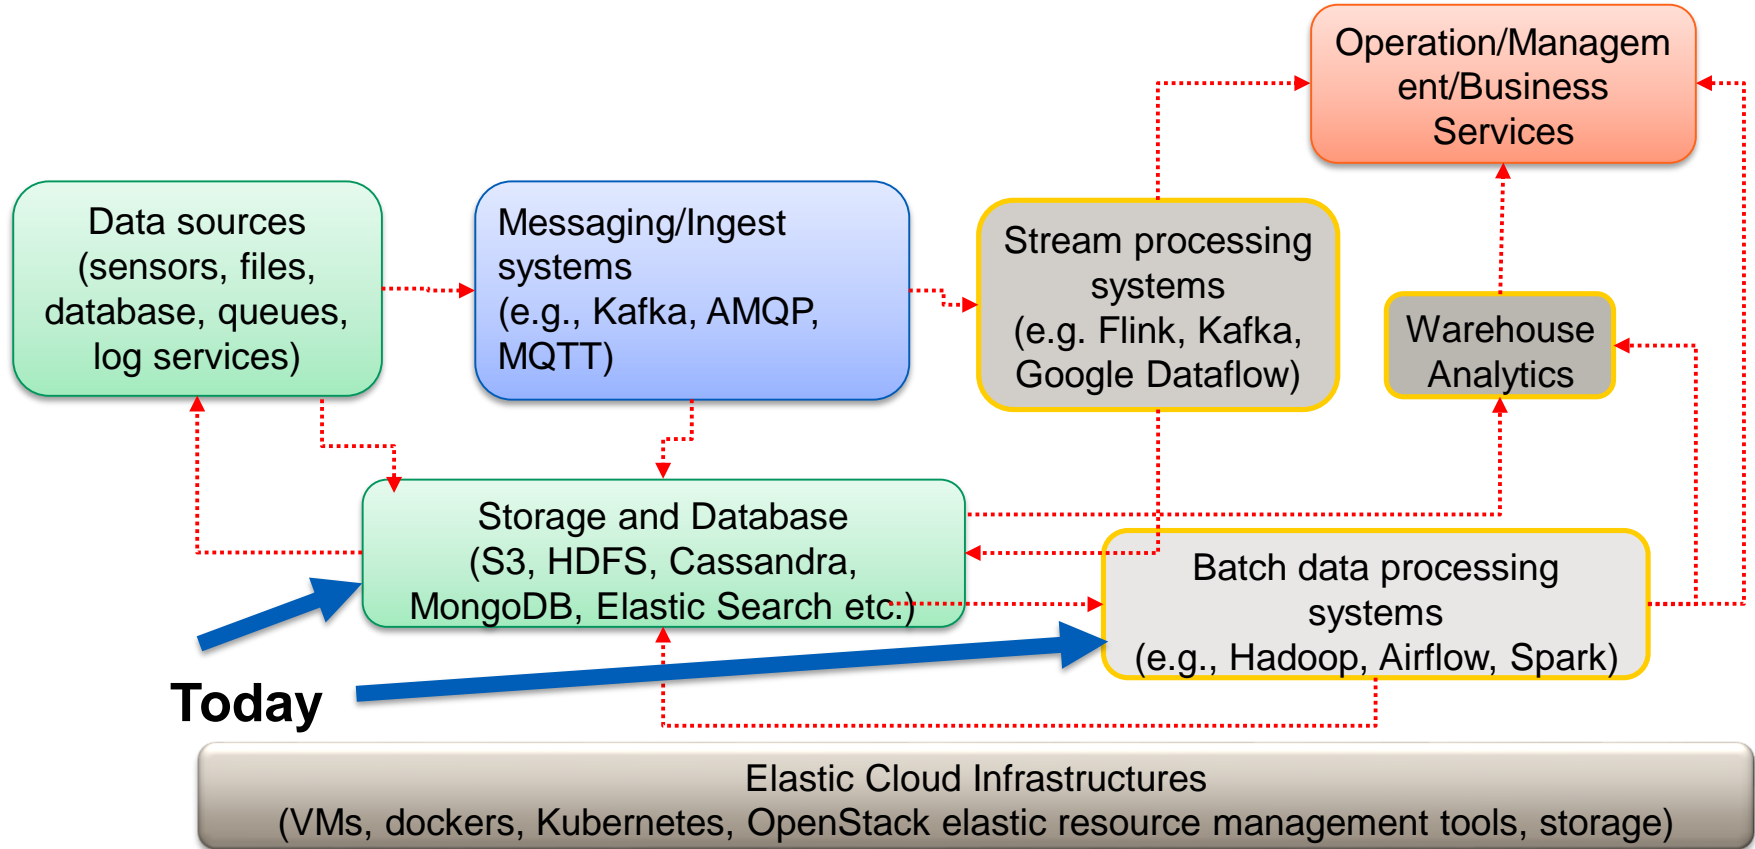 Operation/Managem
ent/Business
Services
Data sources
(sensors, files,
database, queues,
log services)
Messaging/Ingest
systems
(e.g., Kafka, AMQP,
MQTT)
Stream processing
systems
(e.g. Flink, Kafka,
Google Dataflow)
Warehouse
Analytics
Storage and Database
(S3, HDFS, Cassandra,
MongoDB, Elastic Search etc.)
Batch data processing
systems
(e.g., Hadoop, Airflow, Spark)
Today
Elastic Cloud Infrastructures
(VMs, dockers, Kubernetes, OpenStack elastic resource management tools, storage)